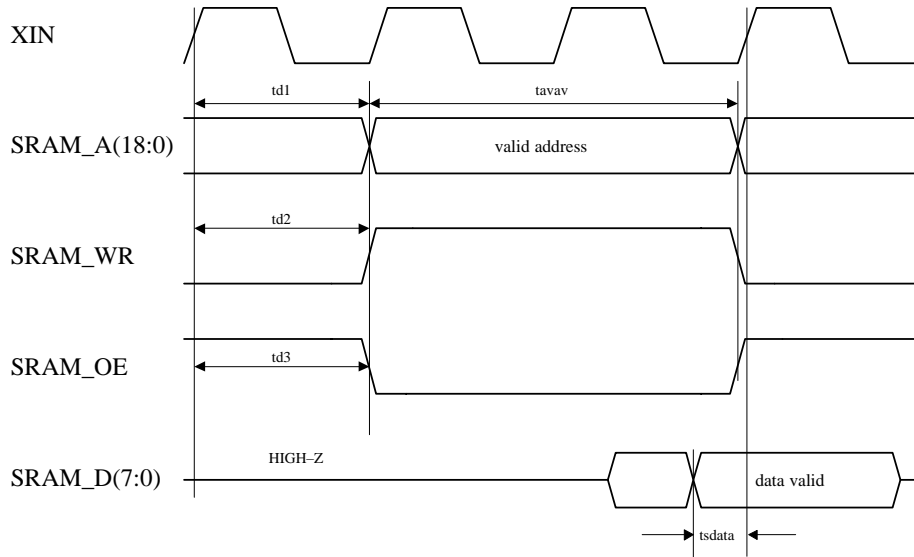 XIN
td1
tavav
SRAM_A(18:0)
valid address
td2
SRAM_WR
td3
SRAM_OE
HIGH–Z
SRAM_D(7:0)
data valid
tsdata